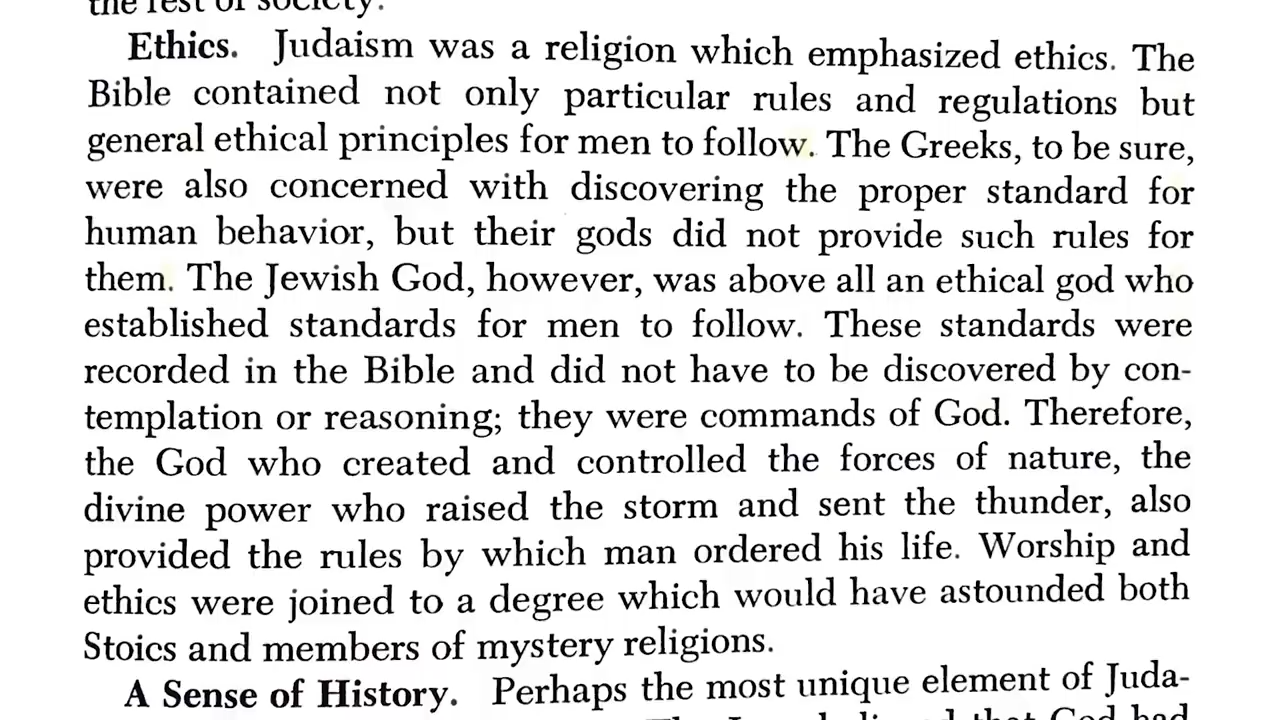 the rest of society.
Ethics. Judaism was a religion which emphasized ethics. The
Bible contained not only particular rules and regulations but
general ethical principles for men to follow. The Greeks, to be sure,
were also concerned with discovering the proper standard for
human behavior, but their gods did not provide such rules for
them. The Jewish God, however, was above all an ethical god who
established standards for men to follow. These standards were
recorded in the Bible and did not have to be discovered by con-
templation or reasoning; they were commands of God. Therefore,
the God who created and controlled the forces of nature, the
divine power who raised the storm and sent the thunder, also
provided the rules by which man ordered his life. Worship and
ethics were joined to a degree which would have astounded both
Stoics and members of mystery religions.
A Sense of History. Perhaps the most unique element of Juda-
that God had